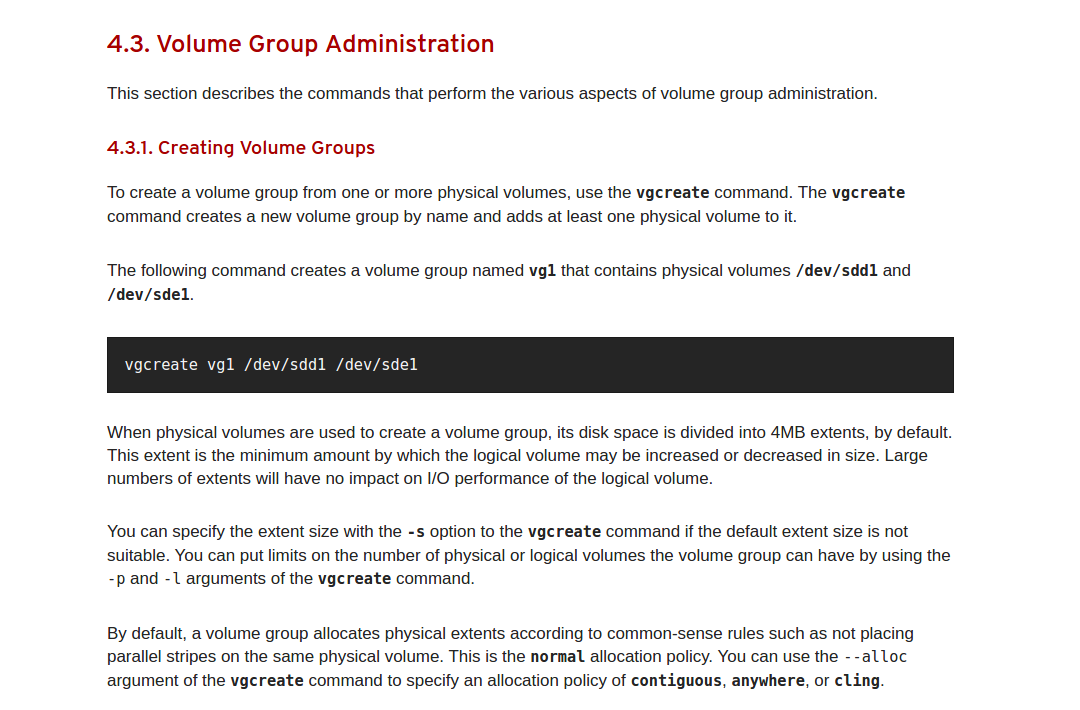 4.3. Volume Group Administration
This section describes the commands that perform the various aspects of volume group administration.
4.3.1. Creating Volume Groups
To create a volume group from one or more physical volumes, use the vgcreate command. The vgcreate
command creates a new volume group by name and adds at least one physical volume to it.
The following command creates a volume group named vg1 that contains physical volumes /dev/sdd1 and
/dev/sde1.
vgcreate vg1 /dev/sdd1 /dev/sde1
When physical volumes are used to create a volume group, its disk space is divided into 4MB extents, by default.
This extent is the minimum amount by which the logical volume may be increased or decreased in size. Large
numbers of extents will have no impact on I/O performance of the logical volume.
You can specify the extent size with the -s option to the vgcreate command if the default extent size is not
suitable. You can put limits on the number of physical or logical volumes the volume group can have by using the
-p and -l arguments of the vgcreate command.
By default, a volume group allocates physical extents according to common-sense rules such as not placing
parallel stripes on the same physical volume. This is the normal allocation policy. You can use the --alloc
argument of the vgcreate command to specify an allocation policy of contiguous, anywhere, or cling.